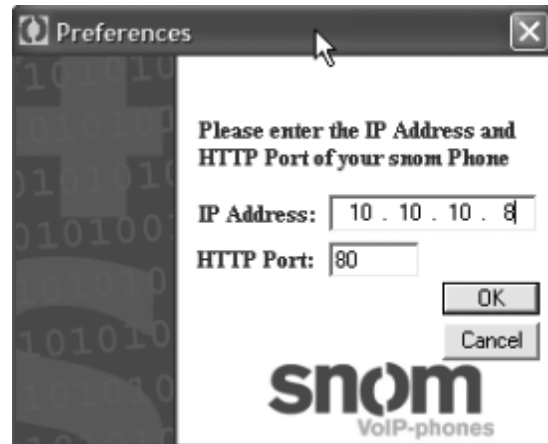 Preferences
Please enter the IP Address and
HTTP Port of your snom Phone
IP Address: 10 . 10 . 10 . 8
HTTP Port: 80
OK
Cancel
snom
VoIP-phones